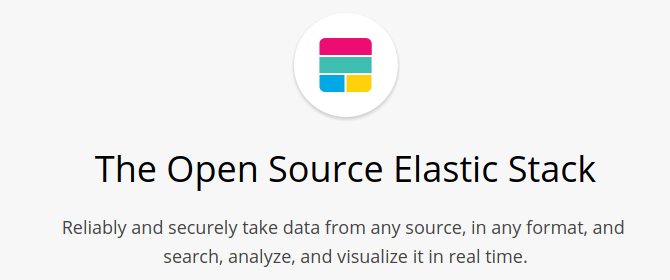 The Open Source Elastic Stack
Reliably and securely take data from any source, in any format, and
search, analyze, and visualize it in real time.